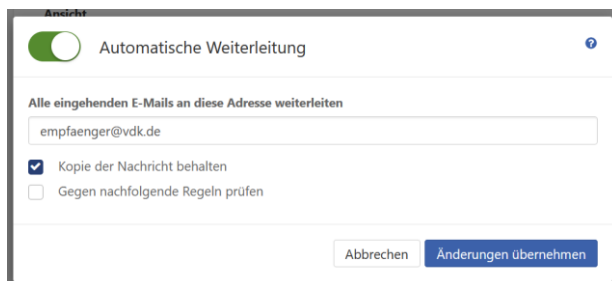 Ansicht
Automatische Weiterleitung
?
Alle eingehenden E-Mails an diese Adresse weiterleiten
empfaenger@vdk.de
Kopie der Nachricht behalten
Gegen nachfolgende Regeln prüfen
Abbrechen Änderungen übernehmen